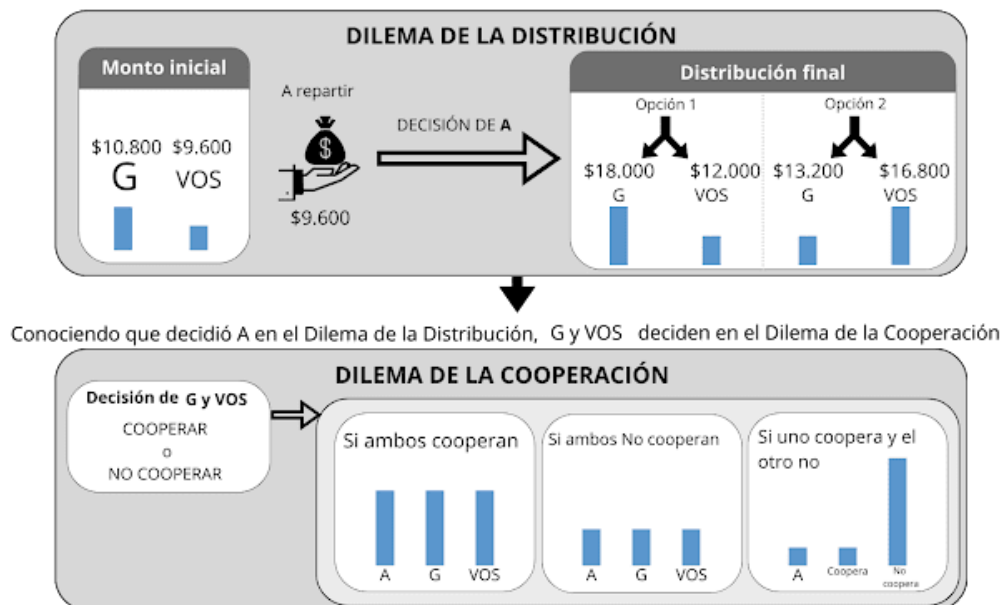 DILEMA DE LA DISTRIBUCIÓN
Monto inicial
$10.800 $9.600
G VOS
A repartir
$
$9.600
DECISIÓN DE A
Distribución final
Opción 1 Opción 2
$18.000 $12.000 $13.200 $16.800
G VOS G VOS
Conociendo que decidió A en el Dilema de la Distribución, G y VOS deciden en el Dilema de la Cooperación
DILEMA DE LA COOPERACIÓN
Decisión de G y VOS
COOPERAR
o
NO COOPERAR
Si ambos cooperan
A G VOS
Si ambos No cooperan
A G VOS
Si uno coopera y el
otro no
A Coopera No
coopera